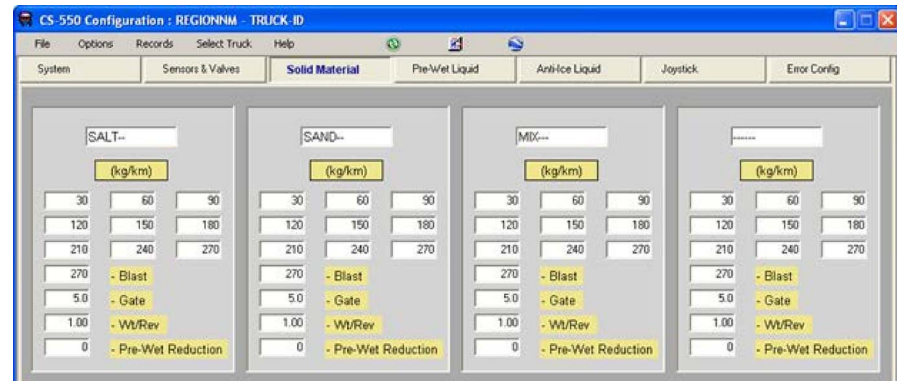 CS-550 Configuration : REGIONNM - TRUCK-ID
File Options Records Select Truck Help
System Sensors & Valves Solid Material Pre-Wet Liquid Anti-Ice Liquid Joystick Error Config
SALT-- SAND-- MIX--- ------
(kg/km) (kg/km) (kg/km) (kg/km)
30 60 90 30 60 90 30 60 90 30 60 90
120 150 180 120 150 180 120 150 180 120 150 180
210 240 270 210 240 270 210 240 270 210 240 270
270 - Blast 270 - Blast 270 - Blast 270 - Blast
5.0 - Gate 5.0 - Gate 5.0 - Gate 5.0 - Gate
1.00 - Wt/Rev 1.00 - Wt/Rev 1.00 - Wt/Rev 1.00 - Wt/Rev
0 - Pre-Wet Reduction 0 - Pre-Wet Reduction 0 - Pre-Wet Reduction 0 - Pre-Wet Reduction